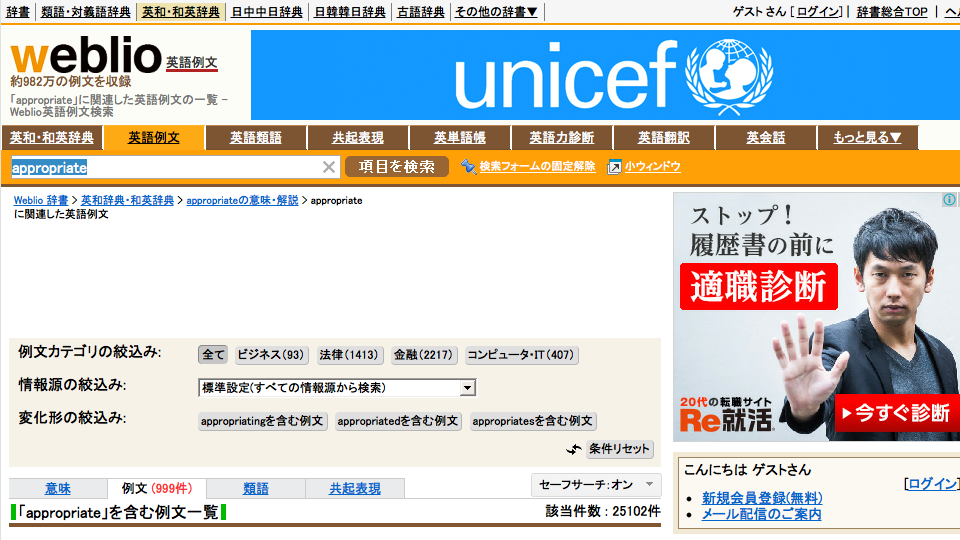 辞書 類語・対義語辞典 英和・和英辞典 日中中日辞典 日韓韓日辞典 古語辞典 その他の辞書▼ ゲスト さん [ログイン] | 辞書総合TOP |
weblio 英語例文
約982万の例文を収録
「appropriate」に関連した英語例文の一覧 -
Weblio英語例文検索
unicef
英和・和英辞典 英語例文 英語類語 共起表現 英単語帳 英語力診断 英語翻訳 英会話 もっと見る▼
appropriate 項目を検索 検索フォームの固定解除 小ウィンドウ
Weblio 辞書 > 英和辞典・和英辞典 > appropriateの意味・解説 > appropriate
に関連した英語例文
ストップ！
履歴書の前に
適職診断
20代の転職サイト
Re就活
今すぐ診断
例文カテゴリの絞込み: 全て ビジネス(93) 法律(1413) 金融(2217) コンピュータ・IT(407)
情報源の絞込み: 標準設定(すべての情報源から検索)
変化形の絞込み: appropriatingを含む例文 appropriatedを含む例文 appropriatesを含む例文
条件リセット
意味 例文 (999件) 類語 共起表現 セーフサーチ:オン
「appropriate」を含む例文一覧 該当件数 : 25102件
こんにちは ゲストさん
[ログイン]
新規会員登録(無料)
メール配信のご案内